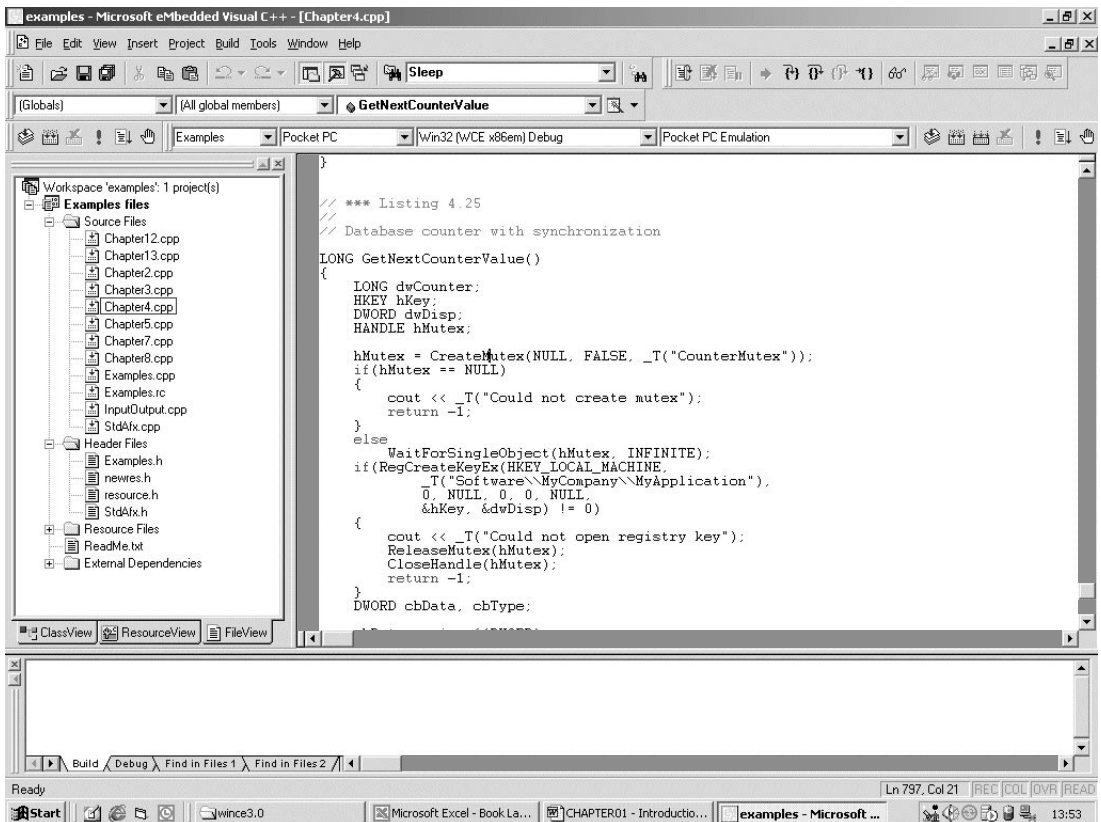 examples - Microsoft eMbedded Visual C++ - [Chapter4.cpp]
File Edit View Insert Project Build Tools Window Help
Sleep
(Globals) (All global members) GetNextCounterValue
Examples Pocket PC Win32 (WCE x86em) Debug Pocket PC Emulation
Workspace 'examples': 1 project(s)
Examples files
Source Files
Chapter12.cpp
Chapter13.cpp
Chapter2.cpp
Chapter3.cpp
Chapter4.cpp
Chapter5.cpp
Chapter7.cpp
Chapter8.cpp
Examples.cpp
Examples.rc
InputOutput.cpp
StdAfx.cpp
Header Files
Examples.h
newres.h
resource.h
StdAfx.h
Resource Files
ReadMe.txt
External Dependencies
ClassView ResourceView FileView
}
// *** Listing 4.25
//
// Database counter with synchronization
LONG GetNextCounterValue()
{
LONG dwCounter;
HKEY hKey;
DWORD dwDisp;
HANDLE hMutex;
hMutex = CreateMutex(NULL, FALSE, _T("CounterMutex"));
if(hMutex == NULL)
{
cout << _T("Could not create mutex");
return -1;
}
else
WaitForSingleObject(hMutex, INFINITE);
if(RegCreateKeyEx(HKEY_LOCAL_MACHINE,
_T("Software\\MyCompany\\MyApplication"),
0, NULL, 0, 0, NULL,
&hKey, &dwDisp) != 0)
{
cout << _T("Could not open registry key");
ReleaseMutex(hMutex);
CloseHandle(hMutex);
return -1;
}
DWORD cbData, cbType;
Build Debug Find in Files 1 Find in Files 2
Ready Ln 797, Col 21 REC COL OVR READ
Start wince3.0 Microsoft Excel - Book La... CHAPTER01 - Introductio... examples - Microsoft ... 13:53